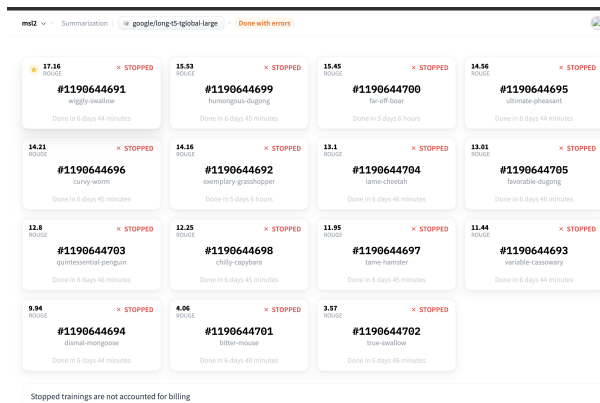 msl2 Summarization google/long-t5-tglobal-large Done with errors
17.16 ROUGE × STOPPED
#1190644691
wiggly-swallow
Done in 6 days 44 minutes
15.53 ROUGE × STOPPED
#1190644699
humongous-dugong
Done in 6 days 45 minutes
15.45 ROUGE × STOPPED
#1190644700
far-off-boar
Done in 5 days 6 hours
14.56 ROUGE × STOPPED
#1190644695
ultimate-pheasant
Done in 6 days 44 minutes
14.21 ROUGE × STOPPED
#1190644696
curvy-worm
Done in 6 days 45 minutes
14.16 ROUGE × STOPPED
#1190644692
exemplary-grasshopper
Done in 5 days 6 hours
13.1 ROUGE × STOPPED
#1190644704
lame-cheetah
Done in 6 days 46 minutes
13.01 ROUGE × STOPPED
#1190644705
favorable-dugong
Done in 6 days 46 minutes
12.8 ROUGE × STOPPED
#1190644703
quintessential-penguin
Done in 6 days 46 minutes
12.25 ROUGE × STOPPED
#1190644698
chilly-capybara
Done in 6 days 45 minutes
11.95 ROUGE × STOPPED
#1190644697
tame-hamster
Done in 6 days 45 minutes
11.44 ROUGE × STOPPED
#1190644693
variable-cassowary
Done in 6 days 44 minutes
9.94 ROUGE × STOPPED
#1190644694
dismal-mongoose
Done in 6 days 44 minutes
4.06 ROUGE × STOPPED
#1190644701
bitter-mouse
Done in 6 days 46 minutes
3.57 ROUGE × STOPPED
#1190644702
true-swallow
Done in 6 days 46 minutes
Stopped trainings are not accounted for billing